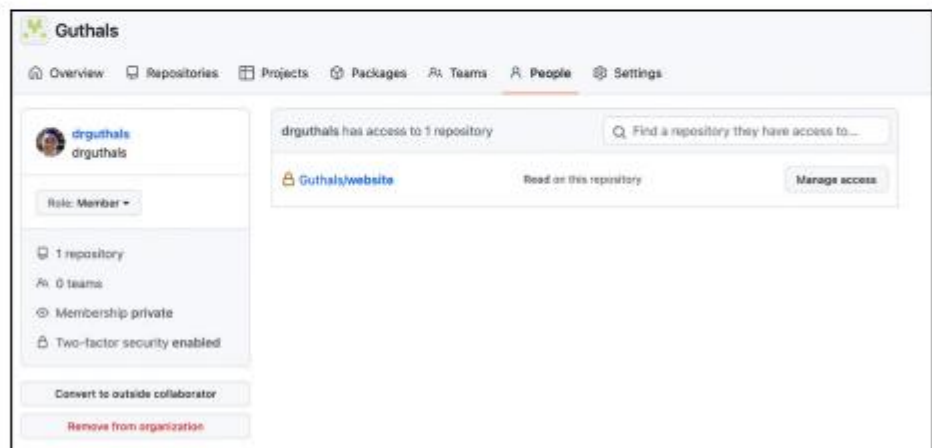 Guthals
Overview Repositories Projects Packages Teams People Settings
drguthals
drguthals
Role: Member
1 repository
0 teams
Membership private
Two-factor security enabled
Convert to outside collaborator
Remove from organization
drguthals has access to 1 repository Find a repository they have access to...
Guthals/website Read on this repository Manage access